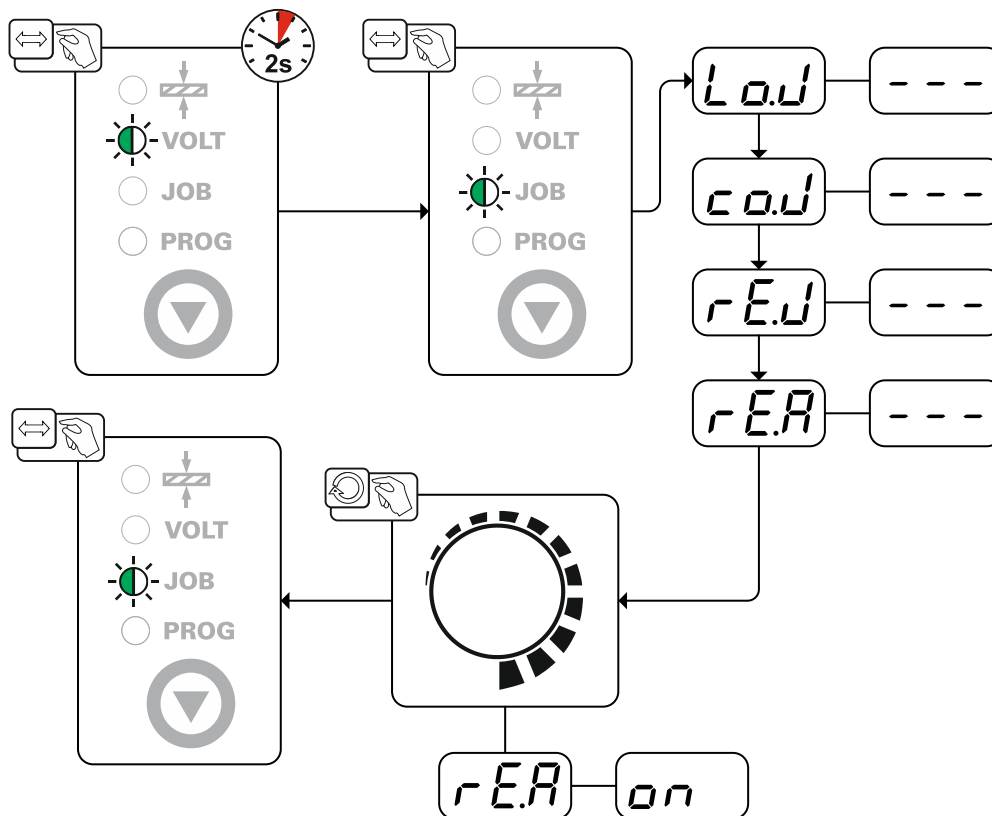 2s
VOLT
JOB
PROG
VOLT
JOB
PROG
Lo.J - - -
co.J - - -
rE.J - - -
rE.A - - -
VOLT
JOB
PROG
rE.A on